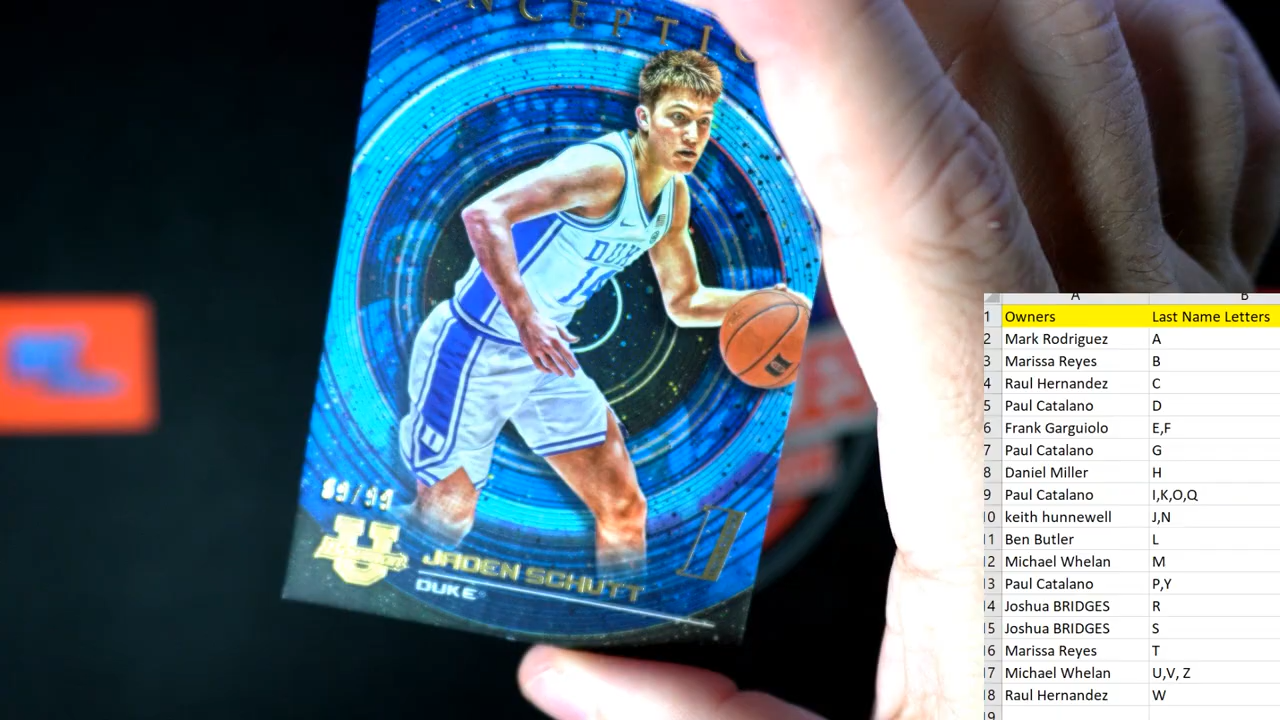 INCEPTIO
DUKE
89/99
JADEN SCHUTT
DUKE
A B
1 Owners Last Name Letters
2 Mark Rodriguez A
3 Marissa Reyes B
4 Raul Hernandez C
5 Paul Catalano D
6 Frank Garguiolo E,F
7 Paul Catalano G
8 Daniel Miller H
9 Paul Catalano I,K,O,Q
10 keith hunnewell J,N
11 Ben Butler L
12 Michael Whelan M
13 Paul Catalano P,Y
14 Joshua BRIDGES R
15 Joshua BRIDGES S
16 Marissa Reyes T
17 Michael Whelan U,V, Z
18 Raul Hernandez W
19